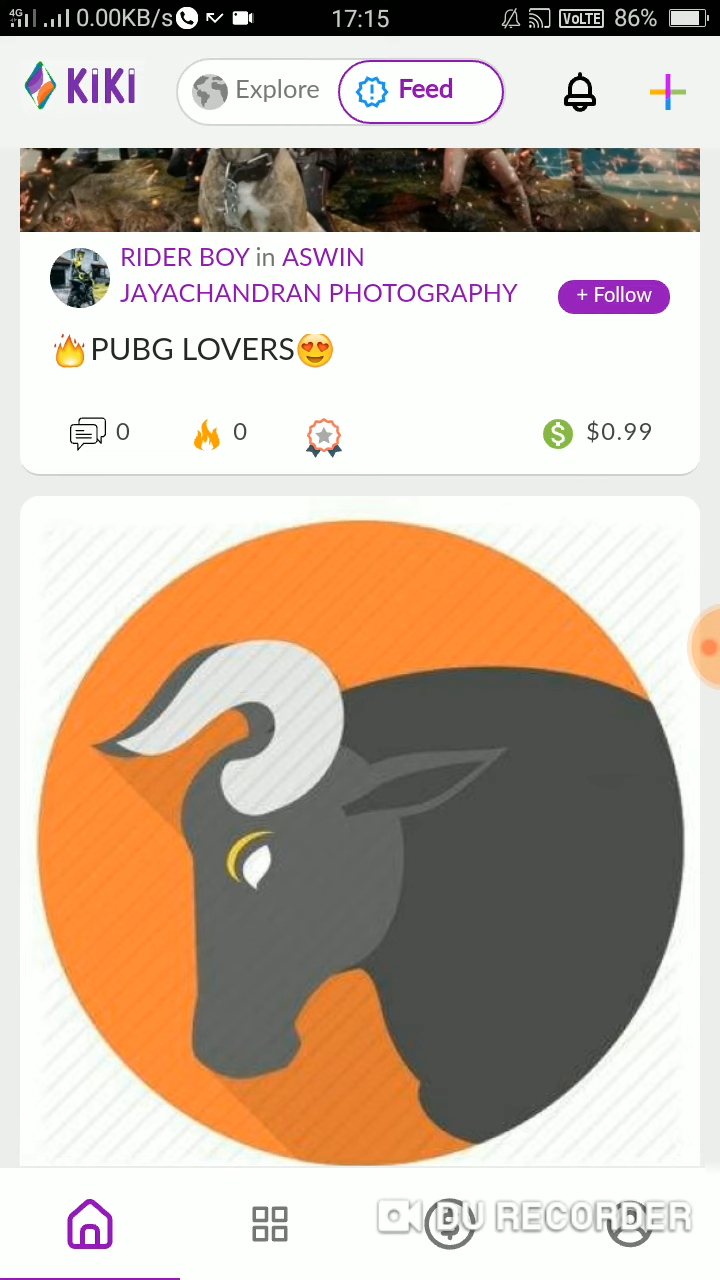 4G 0.00KB/s 17:15 VoLTE 86%
KIKI Explore Feed
RIDER BOY in ASWIN
JAYACHANDRAN PHOTOGRAPHY
+ Follow
🔥PUBG LOVERS😍
0 0 $0.99
DU RECORDER